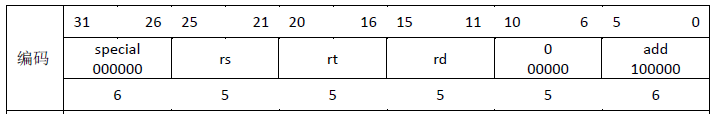 31 26 25 21 20 16 15 11 10 6 5 0
编码
special rs rt rd 0 add
000000 00000 100000
6 5 5 5 5 6